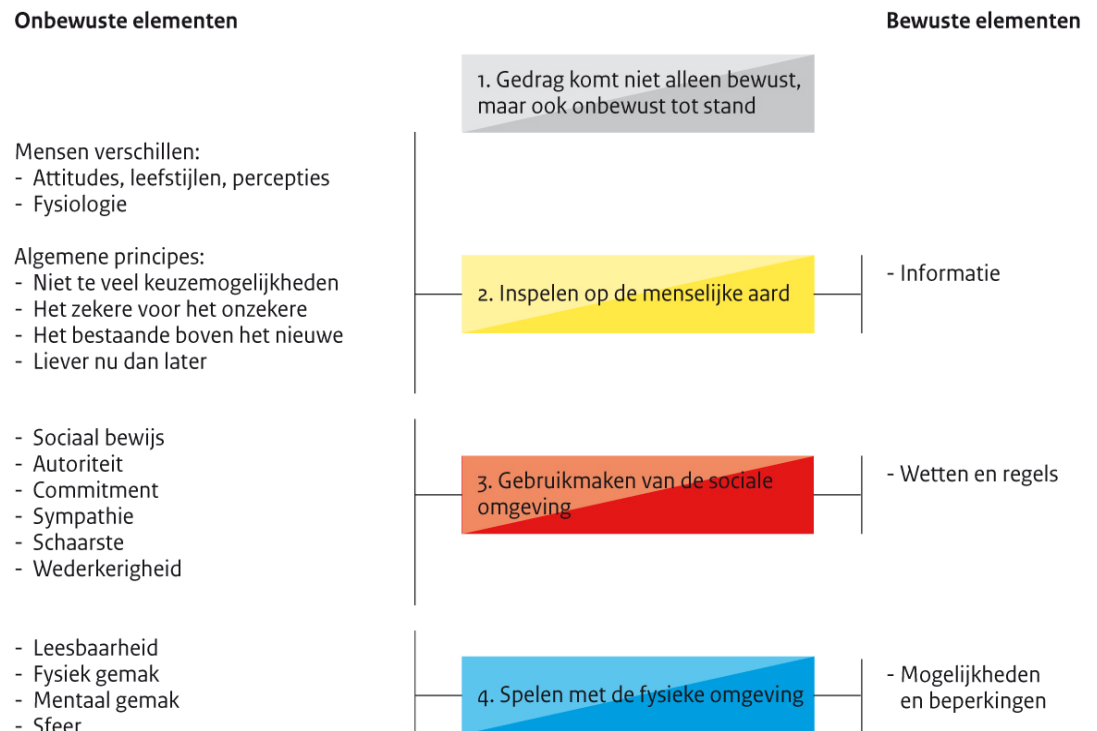 Onbewuste elementen
Bewuste elementen
1. Gedrag komt niet alleen bewust,
maar ook onbewust tot stand
Mensen verschillen:
- Attitudes, leefstijlen, percepties
- Fysiologie
Algemene principes:
- Niet te veel keuzemogelijkheden
- Het zekere voor het onzekere
- Het bestaande boven het nieuwe
- Liever nu dan later
2. Inspelen op de menselijke aard
- Informatie
- Sociaal bewijs
- Autoriteit
- Commitment
- Sympathie
- Schaarste
- Wederkerigheid
3. Gebruikmaken van de sociale
omgeving
- Wetten en regels
- Leesbaarheid
- Fysiek gemak
- Mentaal gemak
- Sfeer
4. Spelen met de fysieke omgeving
- Mogelijkheden
en beperkingen